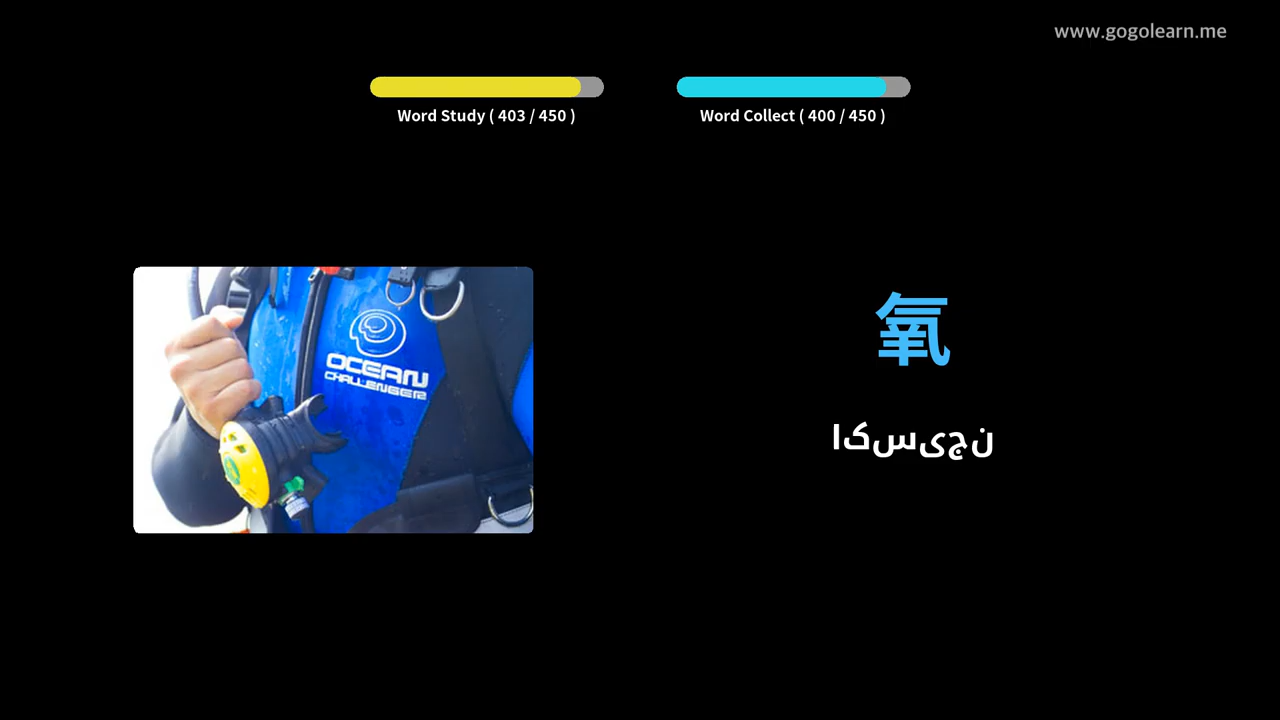 www.gogolearn.me
Word Study ( 403 / 450 )
Word Collect ( 400 / 450 )
OCEAN
CHALLENGER
氧
اکسیجن